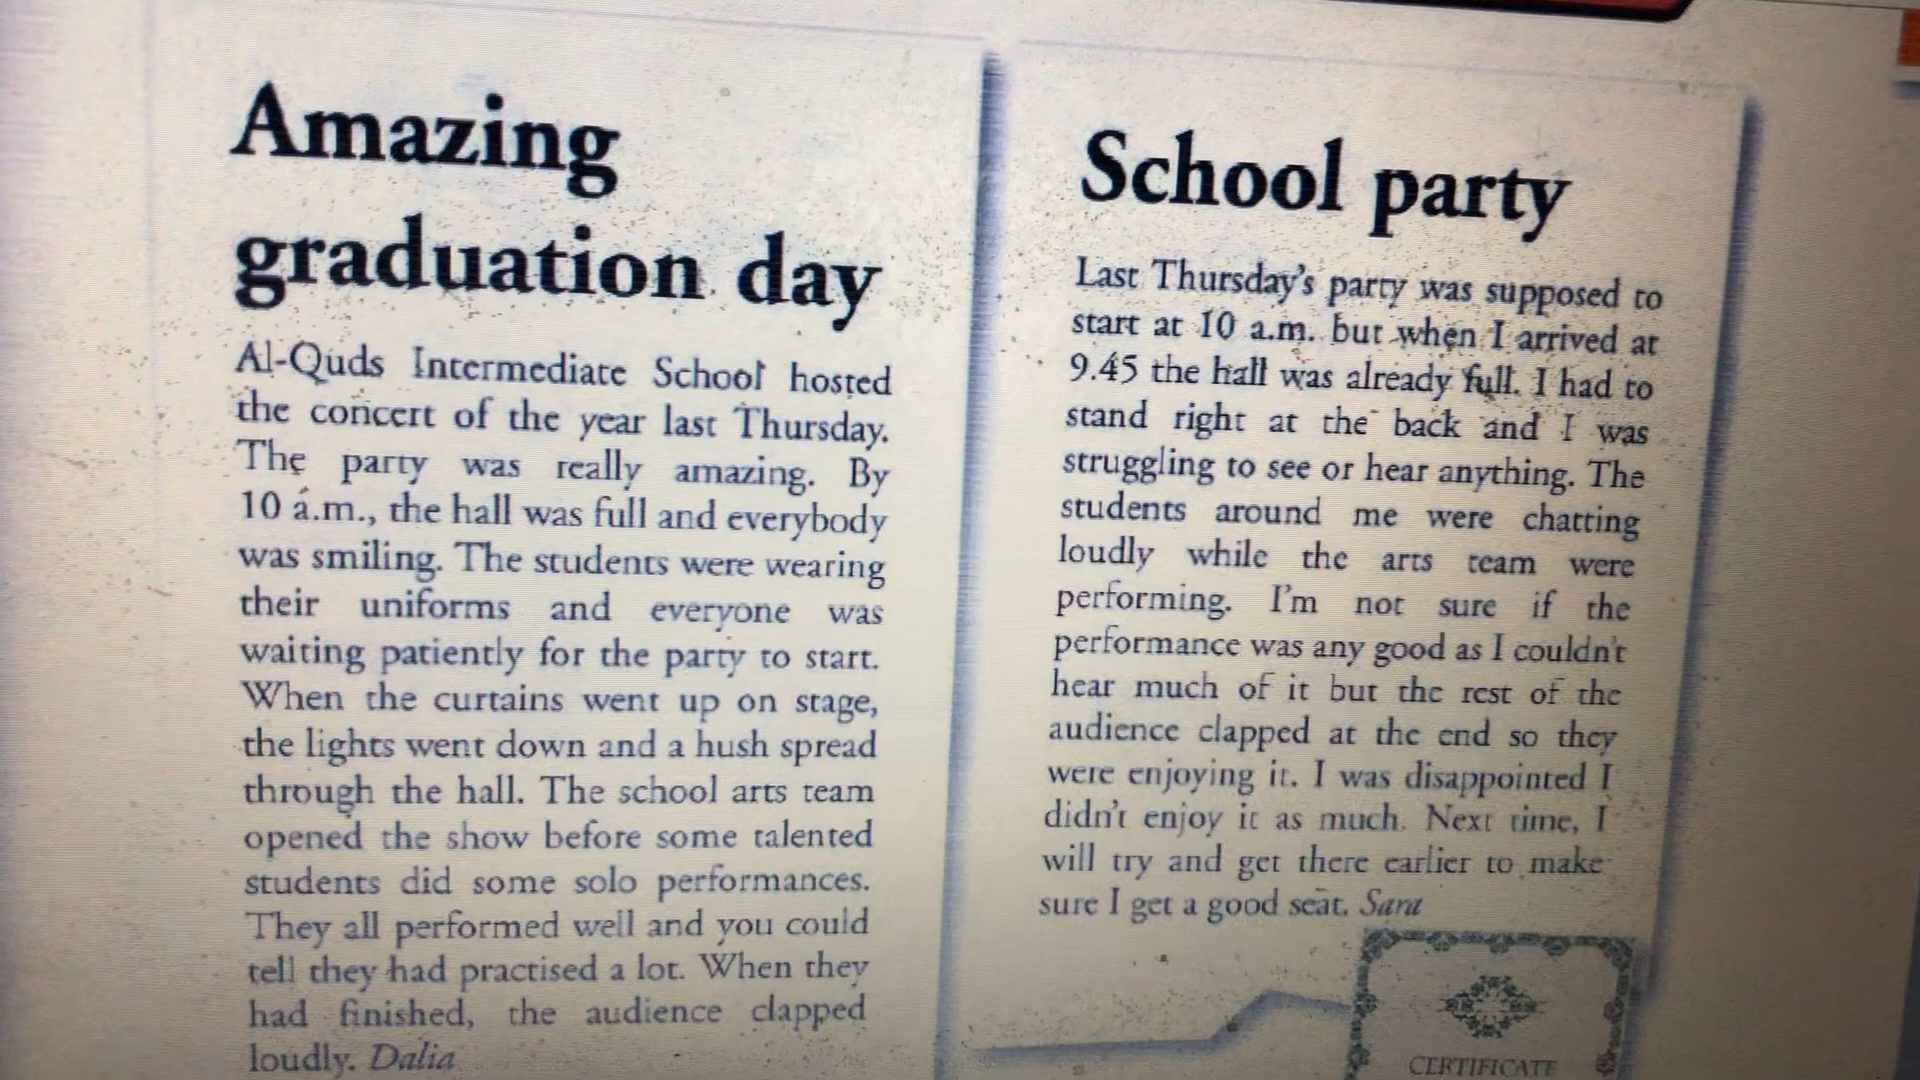 Amazing
graduation day
Al-Quds Intermediate School hosted
the concert of the year last Thursday.
The party was really amazing. By
10 a.m., the hall was full and everybody
was smiling. The students were wearing
their uniforms and everyone was
waiting patiently for the party to start.
When the curtains went up on stage,
the lights went down and a hush spread
through the hall. The school arts team
opened the show before some talented
students did some solo performances.
They all performed well and you could
tell they had practised a lot. When they
had finished, the audience clapped
loudly. Dalia
School party
Last Thursday's party was supposed to
start at 10 a.m. but when I arrived at
9.45 the hall was already full. I had to
stand right at the back and I was
struggling to see or hear anything. The
students around me were chatting
loudly while the arts team were
performing. I'm not sure if the
performance was any good as I couldn't
hear much of it but the rest of the
audience clapped at the end so they
were enjoying it. I was disappointed I
didn't enjoy it as much. Next time, I
will try and get there earlier to make
sure I get a good seat. Sara
CERTIFICATE